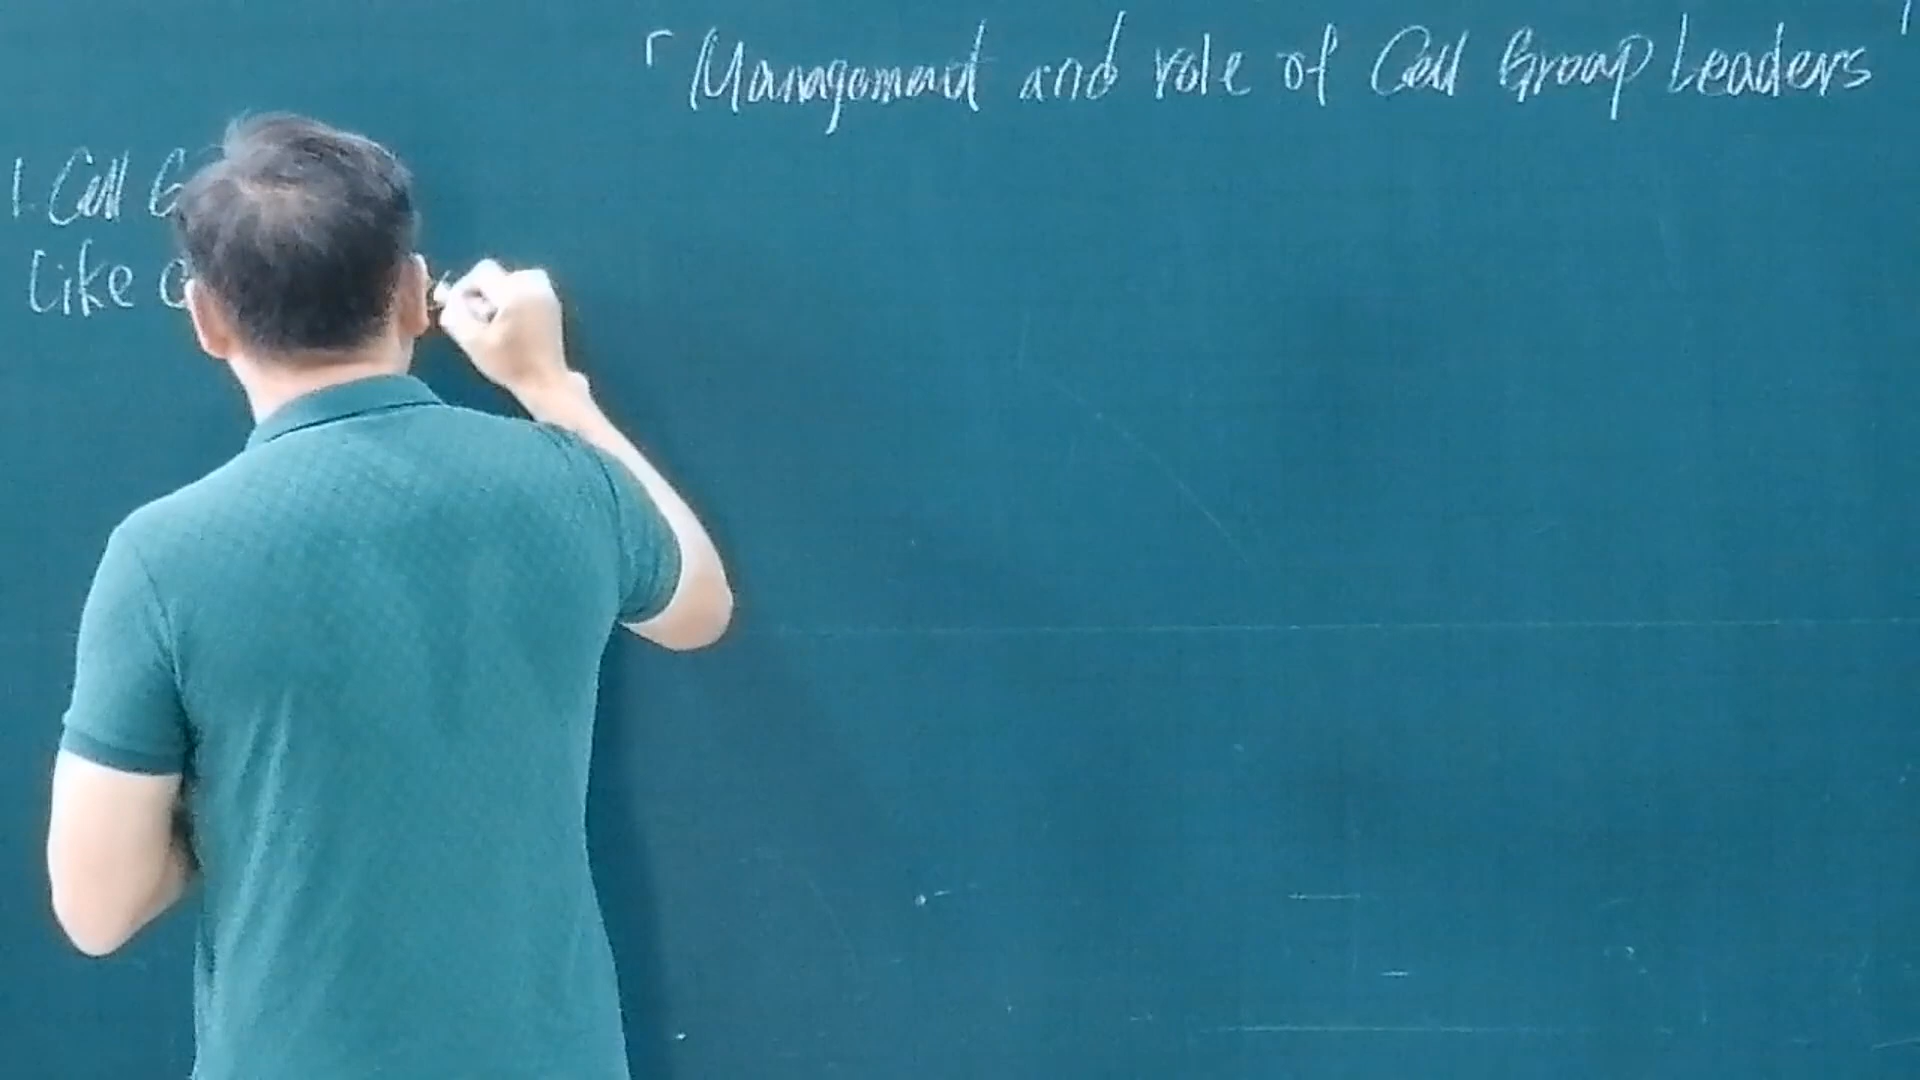 「Management and role of Cell Group Leaders」
1. Cell
Like